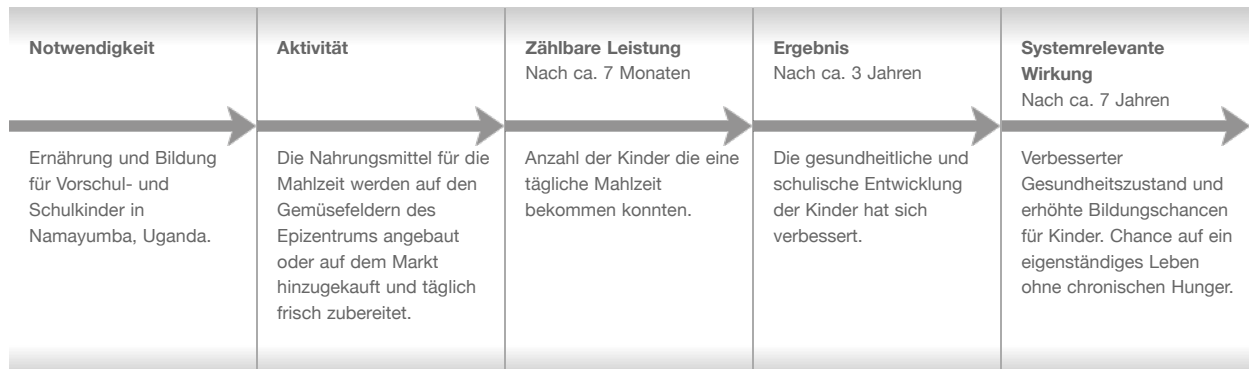 Notwendigkeit
Ernährung und Bildung
für Vorschul- und
Schulkinder in
Namayumba, Uganda.
Aktivität
Die Nahrungsmittel für die
Mahlzeit werden auf den
Gemüsefeldern des
Epizentrums angebaut
oder auf dem Markt
hinzugekauft und täglich
frisch zubereitet.
Zählbare Leistung
Nach ca. 7 Monaten
Anzahl der Kinder die eine
tägliche Mahlzeit
bekommen konnten.
Ergebnis
Nach ca. 3 Jahren
Die gesundheitliche und
schulische Entwicklung
der Kinder hat sich
verbessert.
Systemrelevante
Wirkung
Nach ca. 7 Jahren
Verbesserter
Gesundheitszustand und
erhöhte Bildungschancen
für Kinder. Chance auf ein
eigenständiges Leben
ohne chronischen Hunger.